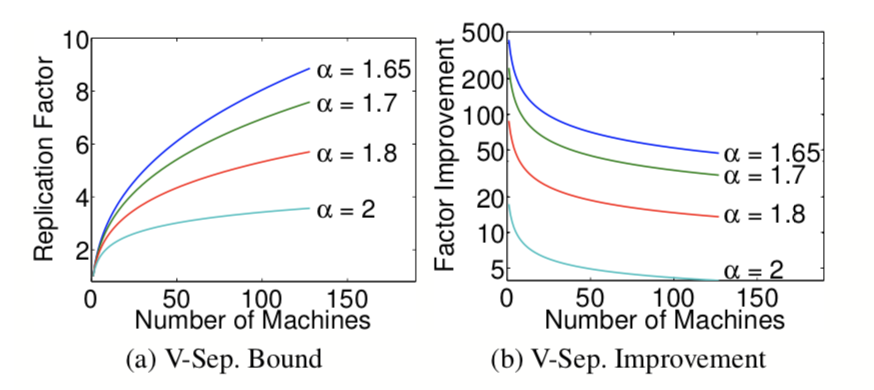 10
8
6
4
2
0
50
100
150
Replication Factor
Number of Machines
α = 1.65
α = 1.7
α = 1.8
α = 2
(a) V-Sep. Bound
500
200
100
50
20
10
5
0
50
100
150
Factor Improvement
Number of Machines
α = 1.65
α = 1.7
α = 1.8
α = 2
(b) V-Sep. Improvement